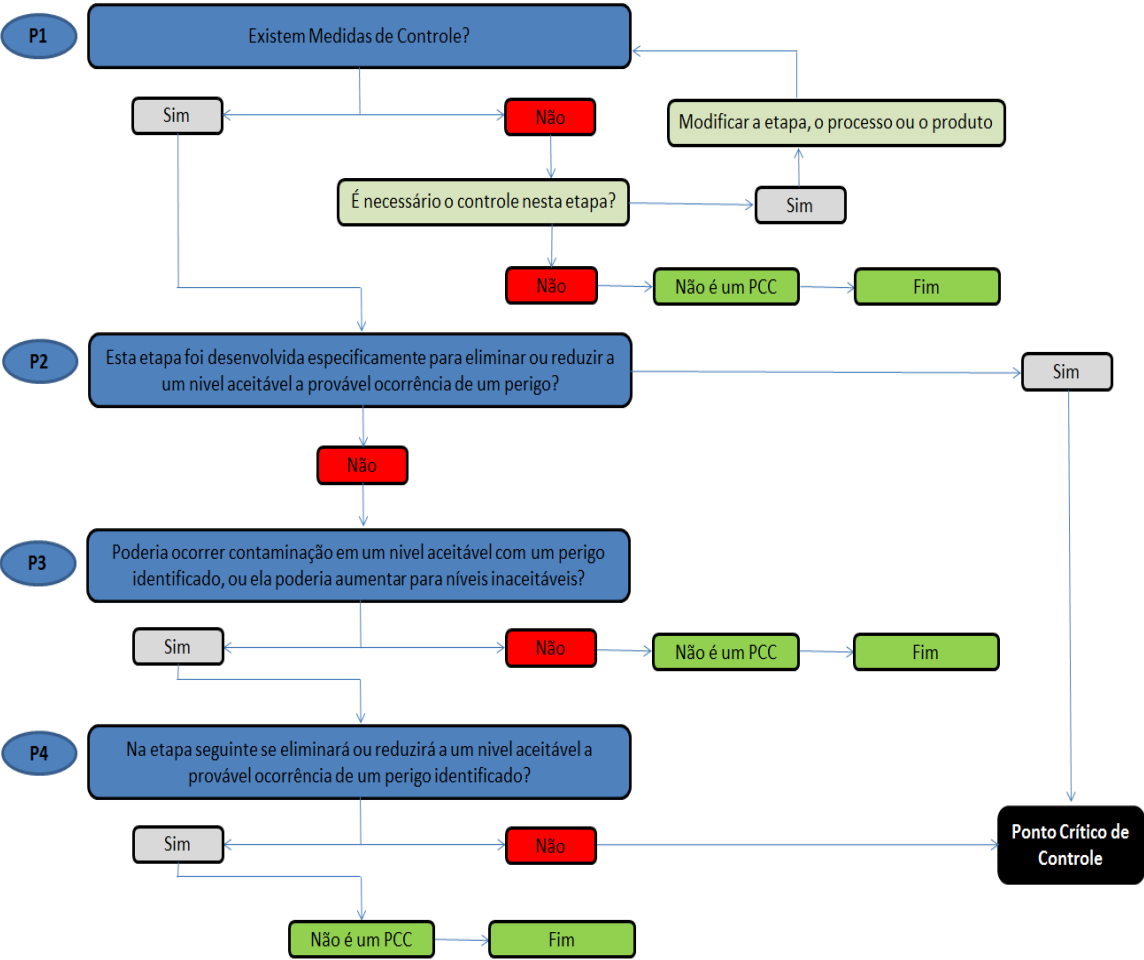 P1
Existem Medidas de Controle?
Sim
Não
Modificar a etapa, o processo ou o produto
É necessário o controle nesta etapa?
Sim
Não
Não é um PCC
Fim
P2
Esta etapa foi desenvolvida especificamente para eliminar ou reduzir a
um nivel aceitável a provável ocorrência de um perigo?
Sim
Não
P3
Poderia ocorrer contaminação em um nivel aceitável com um perigo
identificado, ou ela poderia aumentar para níveis inaceitáveis?
Sim
Não
Não é um PCC
Fim
P4
Na etapa seguinte se eliminará ou reduzirá a um nivel aceitável a
provável ocorrência de um perigo identificado?
Sim
Não
Ponto Crítico de
Controle
Não é um PCC
Fim